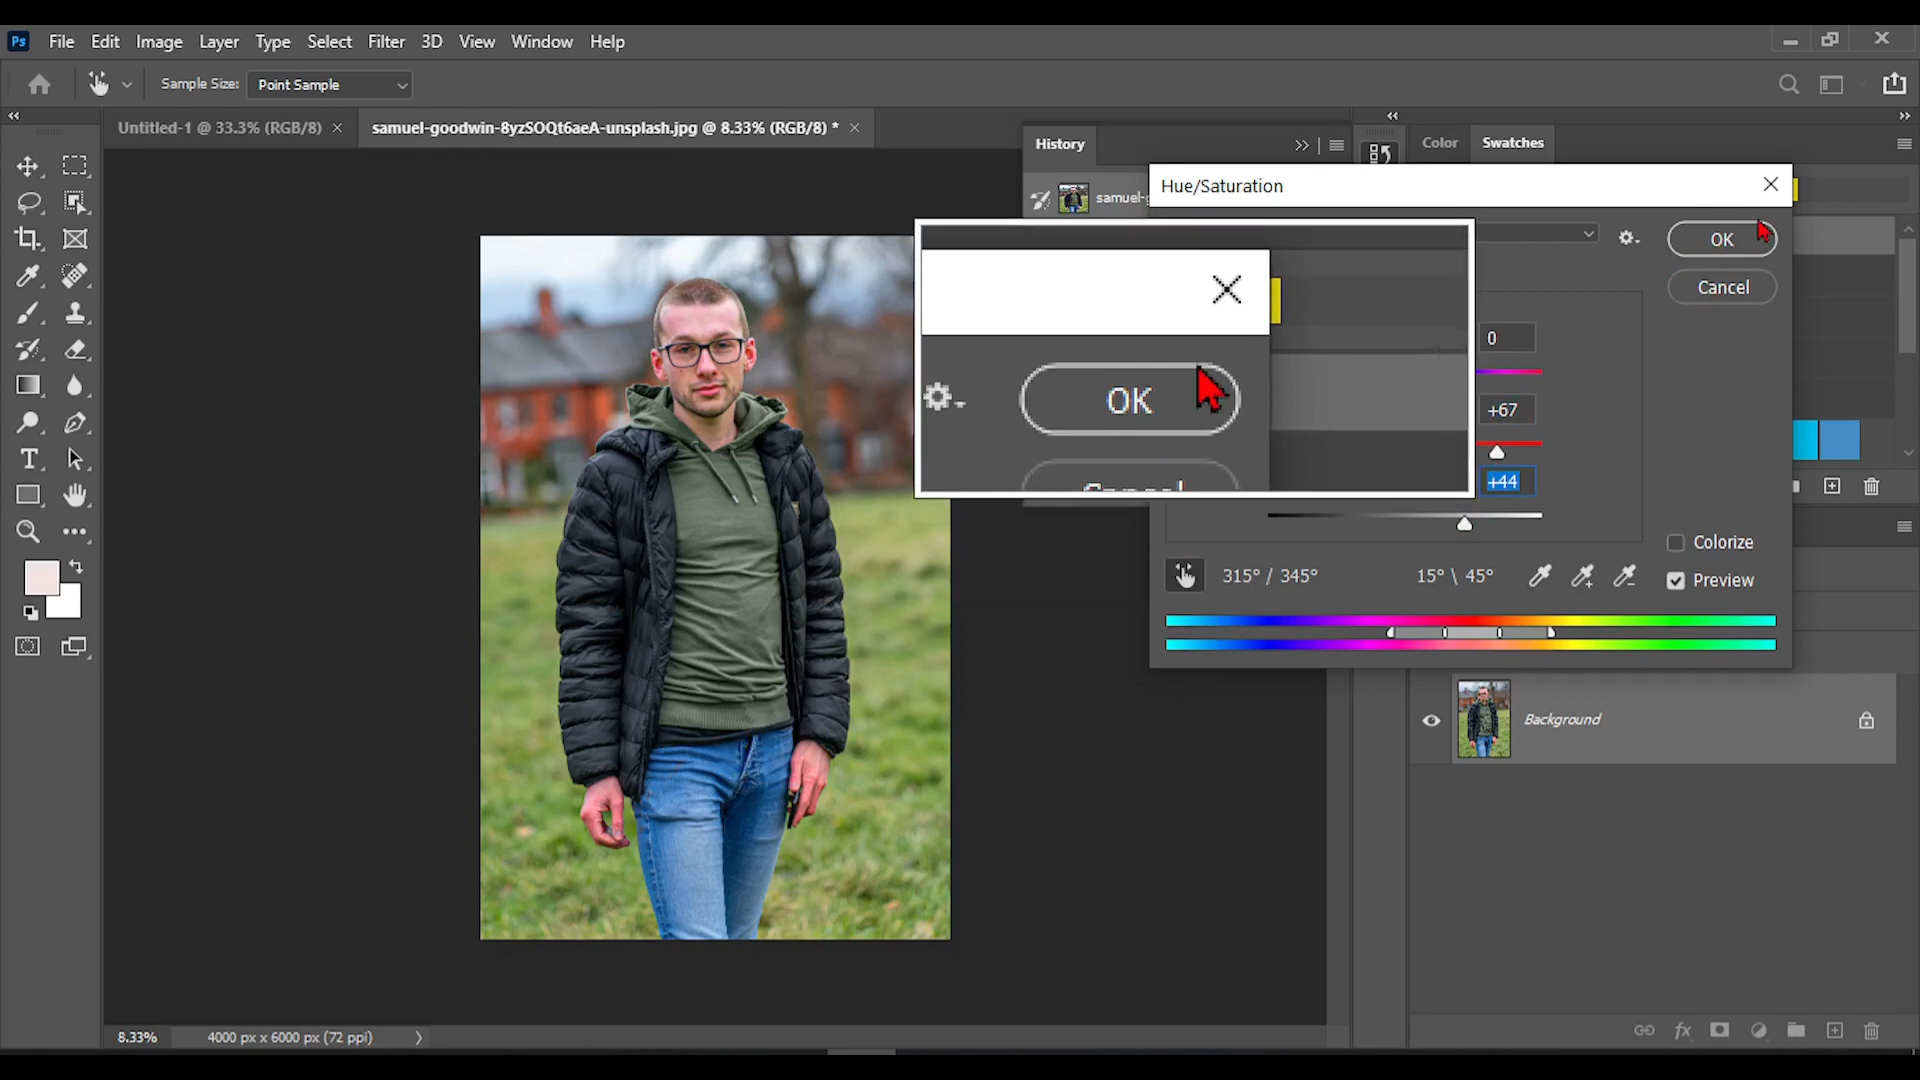 Ps File Edit Image Layer Type Select Filter 3D View Window Help
Sample Size: Point Sample
Untitled-1 @ 33.3% (RGB/8) samuel-goodwin-8yzSOQt6aeA-unsplash.jpg @ 8.33% (RGB/8) *
History
Color Swatches
samuel-g
Hue/Saturation
OK
Cancel
OK
Cancel
0
+67
+44
Colorize
315° / 345° 15° \ 45°
Preview
Background
T
fx
8.33% 4000 px x 6000 px (72 ppi)